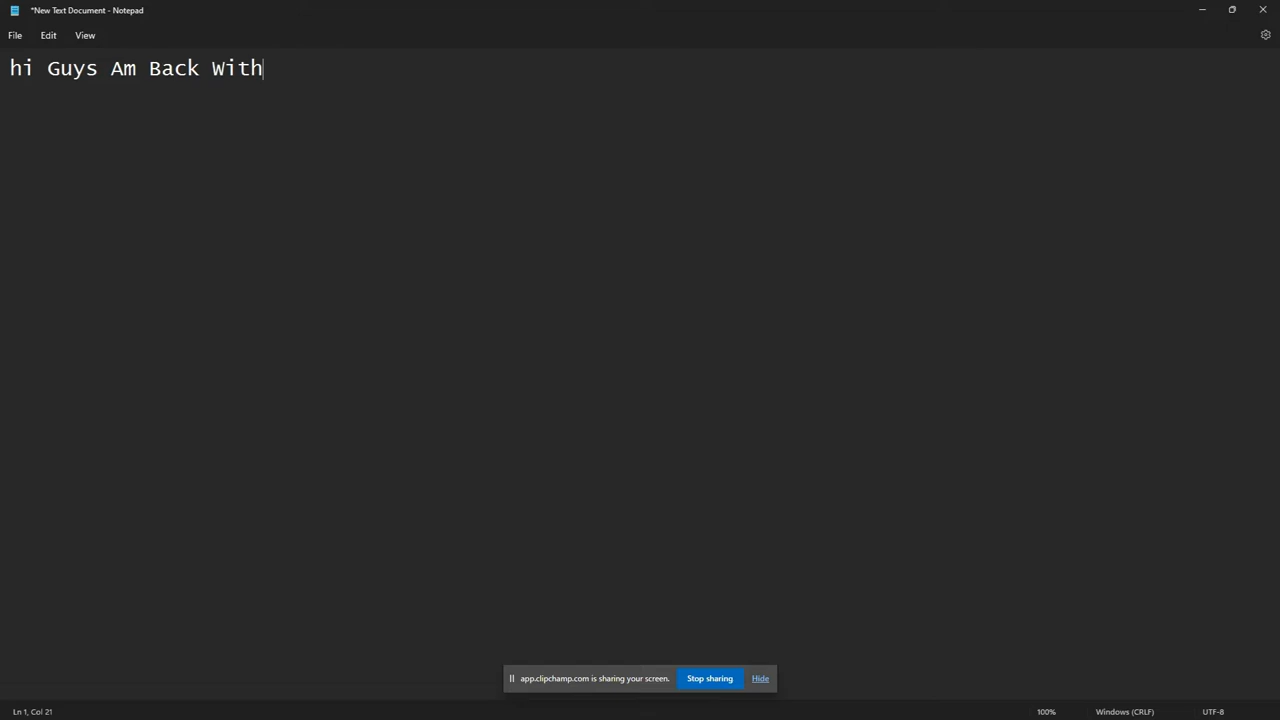 *New Text Document - Notepad
File Edit View
hi Guys Am Back With
app.clipchamp.com is sharing your screen. Stop sharing Hide
Ln 1, Col 21 100% Windows (CRLF) UTF-8